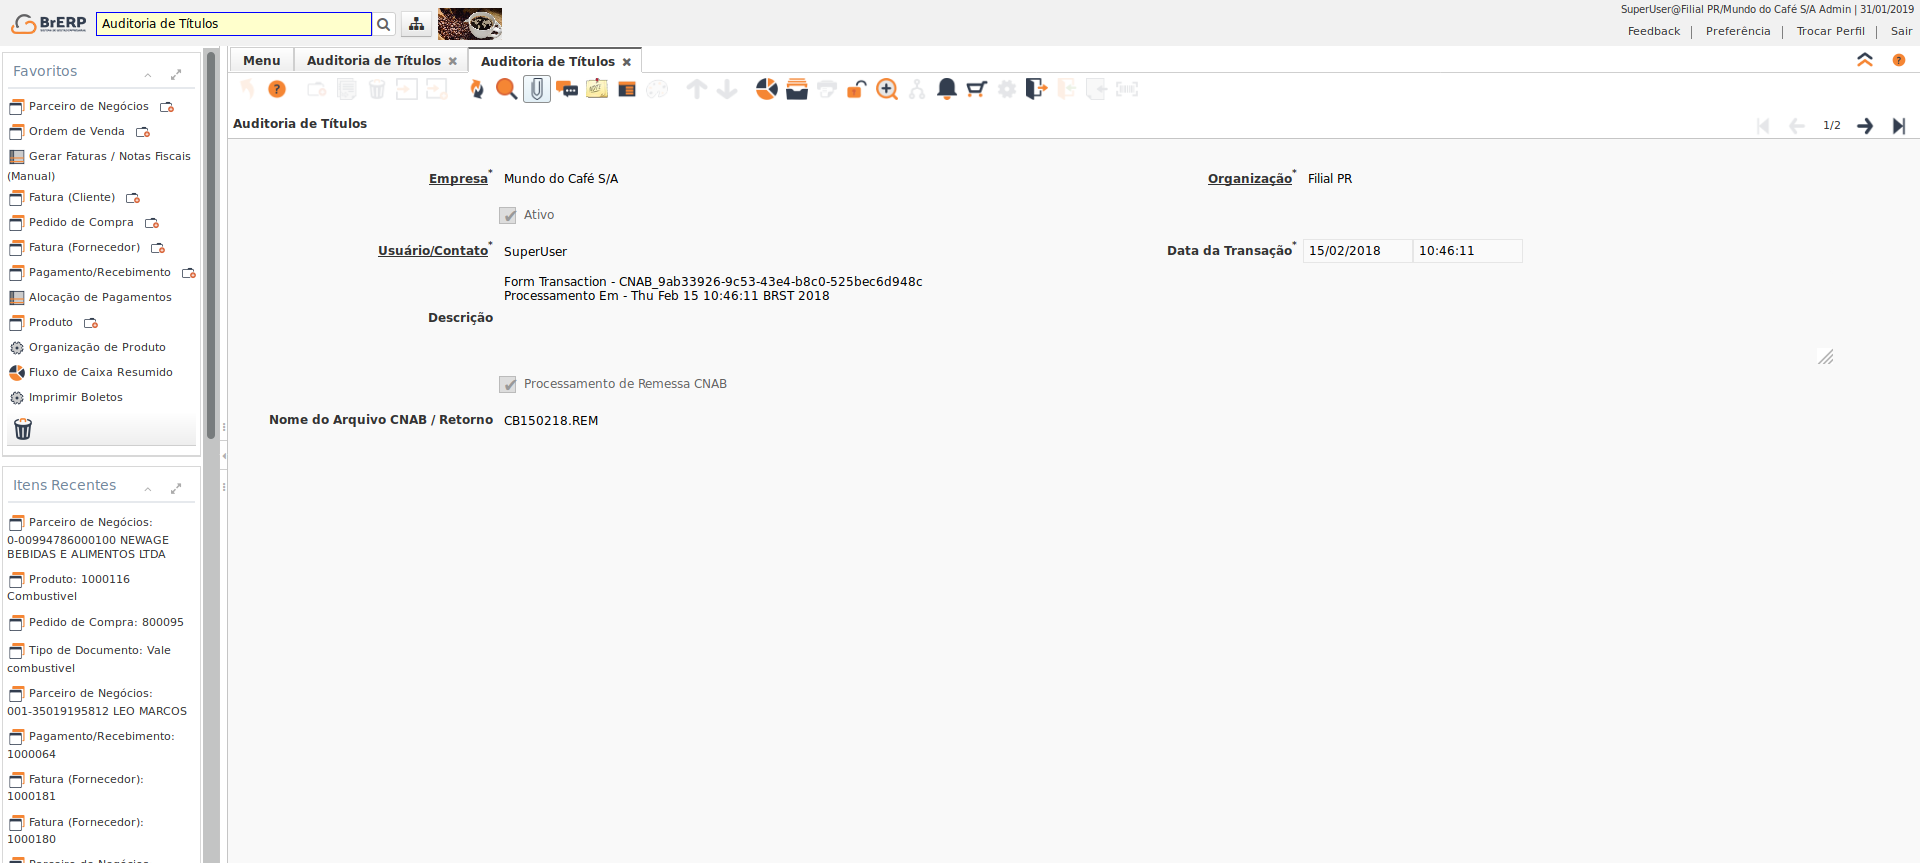 BrERP
Auditoria de Títulos
SuperUser@Filial PR/Mundo do Café S/A Admin | 31/01/2019
Feedback | Preferência | Trocar Perfil | Sair
Favoritos
Parceiro de Negócios
Ordem de Venda
Gerar Faturas / Notas Fiscais
(Manual)
Fatura (Cliente)
Pedido de Compra
Fatura (Fornecedor)
Pagamento/Recebimento
Alocação de Pagamentos
Produto
Organização de Produto
Fluxo de Caixa Resumido
Imprimir Boletos
Itens Recentes
Parceiro de Negócios:
0-00994786000100 NEWAGE
BEBIDAS E ALIMENTOS LTDA
Produto: 1000116
Combustivel
Pedido de Compra: 800095
Tipo de Documento: Vale
combustivel
Parceiro de Negócios:
001-35019195812 LEO MARCOS
Pagamento/Recebimento:
1000064
Fatura (Fornecedor):
1000181
Fatura (Fornecedor):
1000180
Menu
Auditoria de Títulos
Auditoria de Títulos
Auditoria de Títulos
1/2
Empresa* Mundo do Café S/A
Organização* Filial PR
Ativo
Usuário/Contato* SuperUser
Data da Transação* 15/02/2018 10:46:11
Form Transaction - CNAB_9ab33926-9c53-43e4-b8c0-525bec6d948c
Processamento Em - Thu Feb 15 10:46:11 BRST 2018
Descrição
Processamento de Remessa CNAB
Nome do Arquivo CNAB / Retorno CB150218.REM